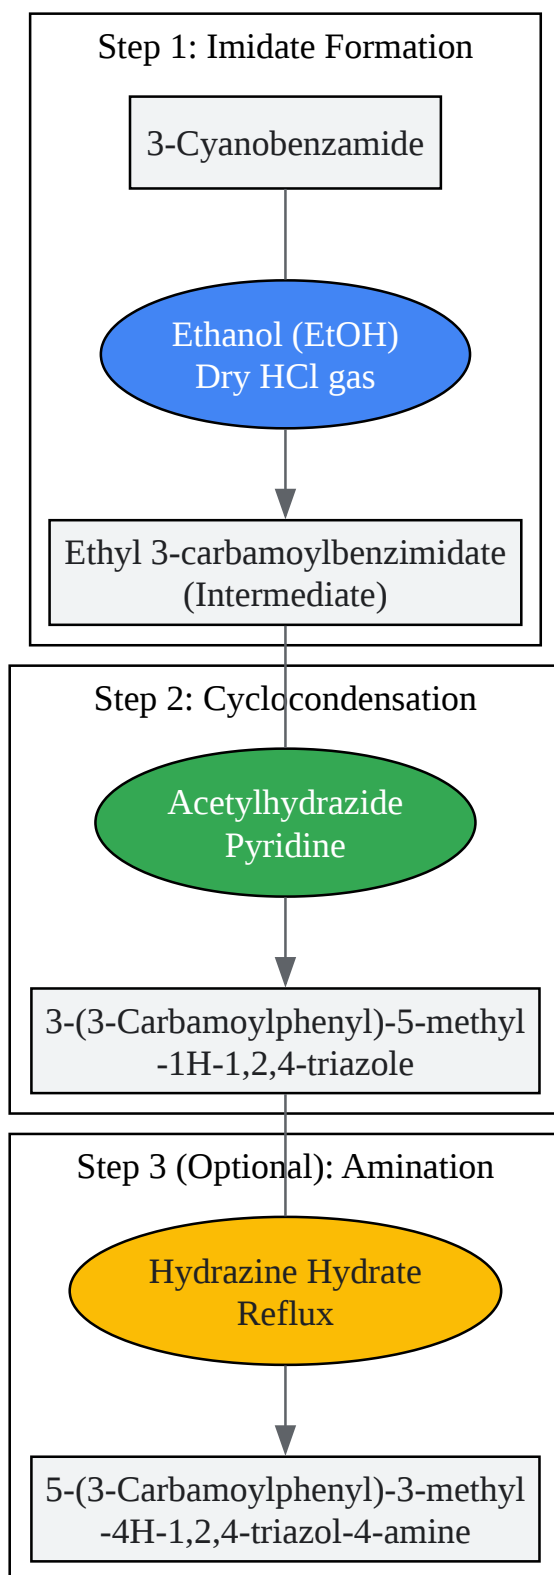 Step 1: Imidate Formation
3-Cyanobenzamide
Ethanol (EtOH)
Dry HCl gas
Ethyl 3-carbamoylbenzimidate
(Intermediate)
Step 2: Cyclocondensation
Acetylhydrazide
Pyridine
3-(3-Carbamoylphenyl)-5-methyl
-1H-1,2,4-triazole
Step 3 (Optional): Amination
Hydrazine Hydrate
Reflux
5-(3-Carbamoylphenyl)-3-methyl
-4H-1,2,4-triazol-4-amine